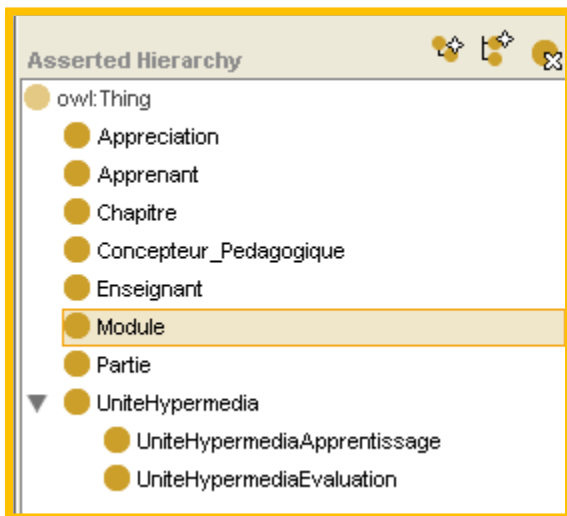 Asserted Hierarchy
owl:Thing
Appreciation
Apprenant
Chapitre
Concepteur_Pedagogique
Enseignant
Module
Partie
UniteHypermedia
UniteHypermediaApprentissage
UniteHypermediaEvaluation